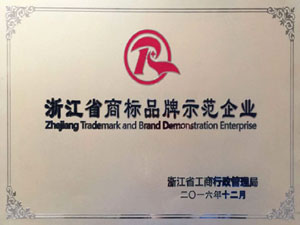 浙江省商标品牌示范企业
Zhejiang Trademark and Brand Demonstration Enterprise
浙江省工商行政管理局
二〇一六年十二月